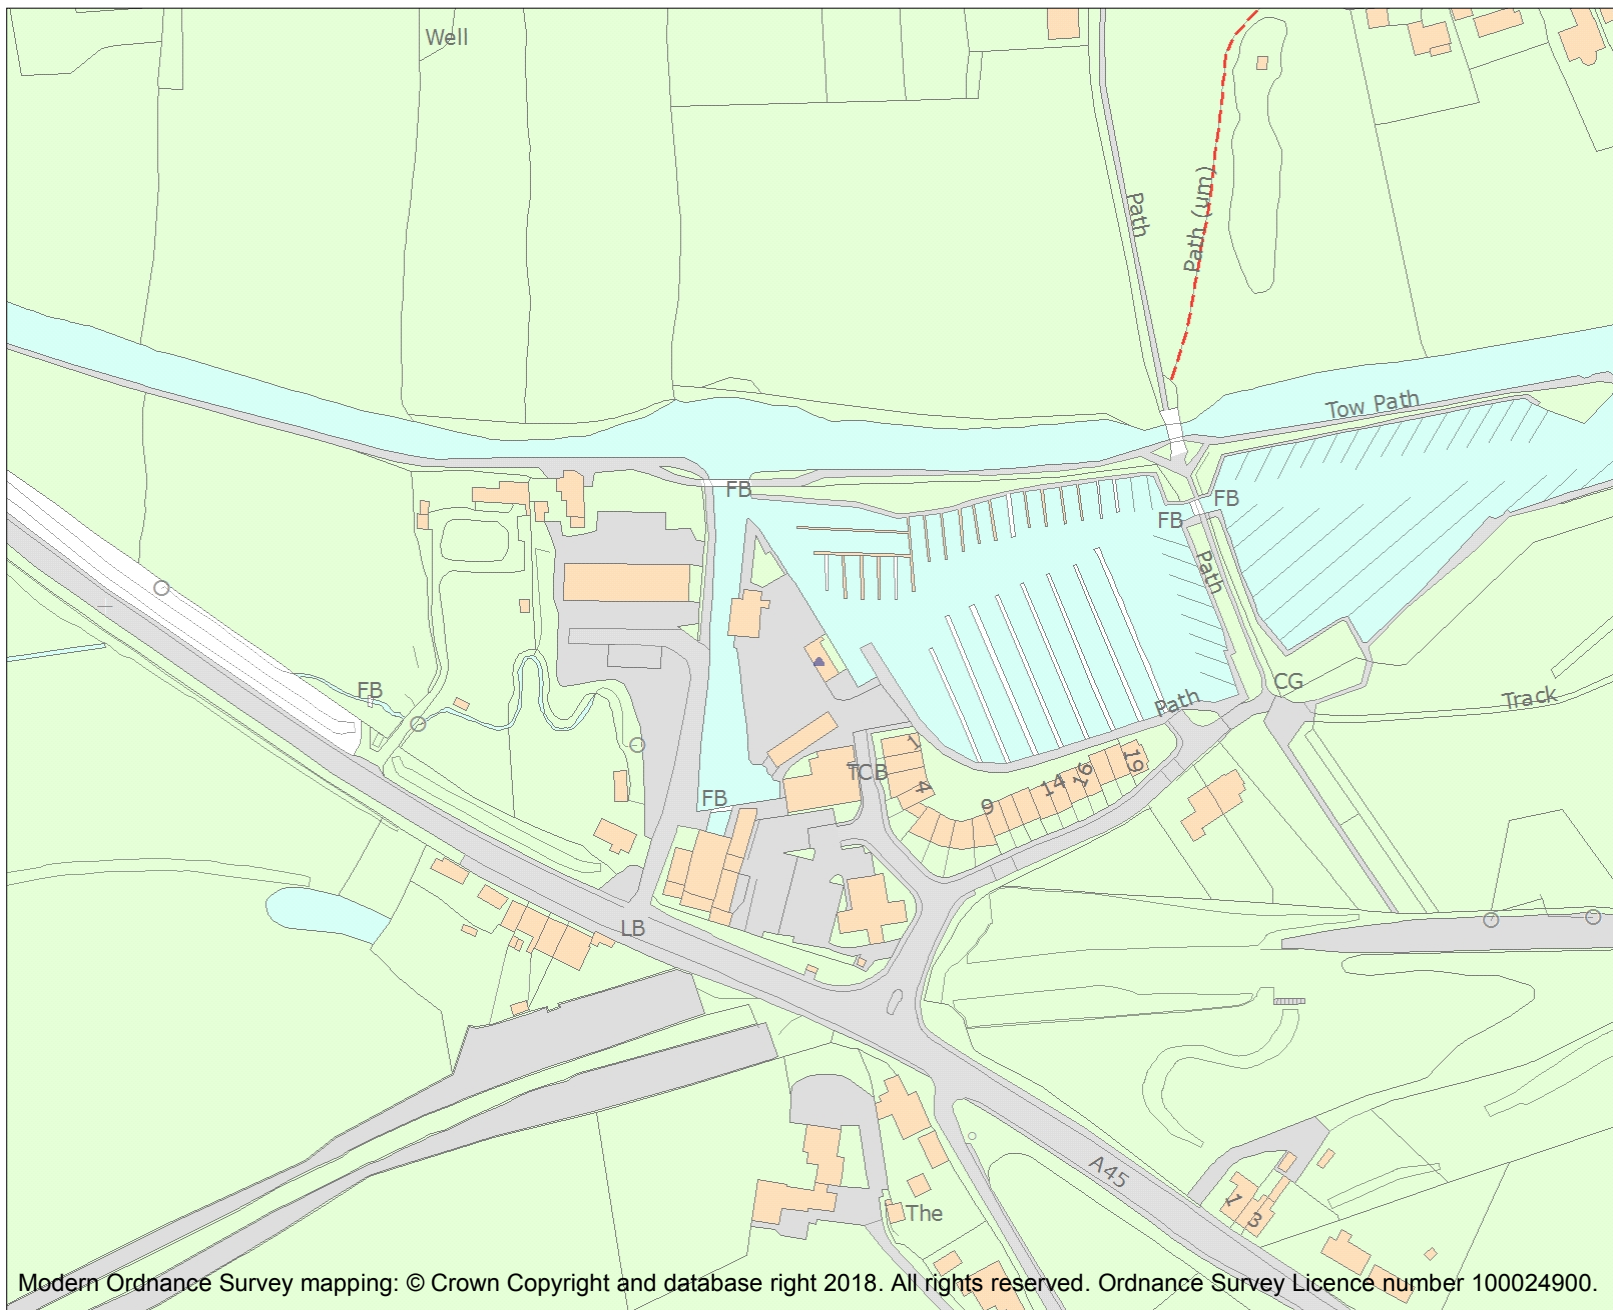 Well
Path
Path (um)
Tow Path
FB
FB
FB
Path
FB
CG
Path
Track
TCB
1
4
9
14
16
19
FB
LB
A45
1
3
The
Modern Ordnance Survey mapping: © Crown Copyright and database right 2018. All rights reserved. Ordnance Survey Licence number 100024900.